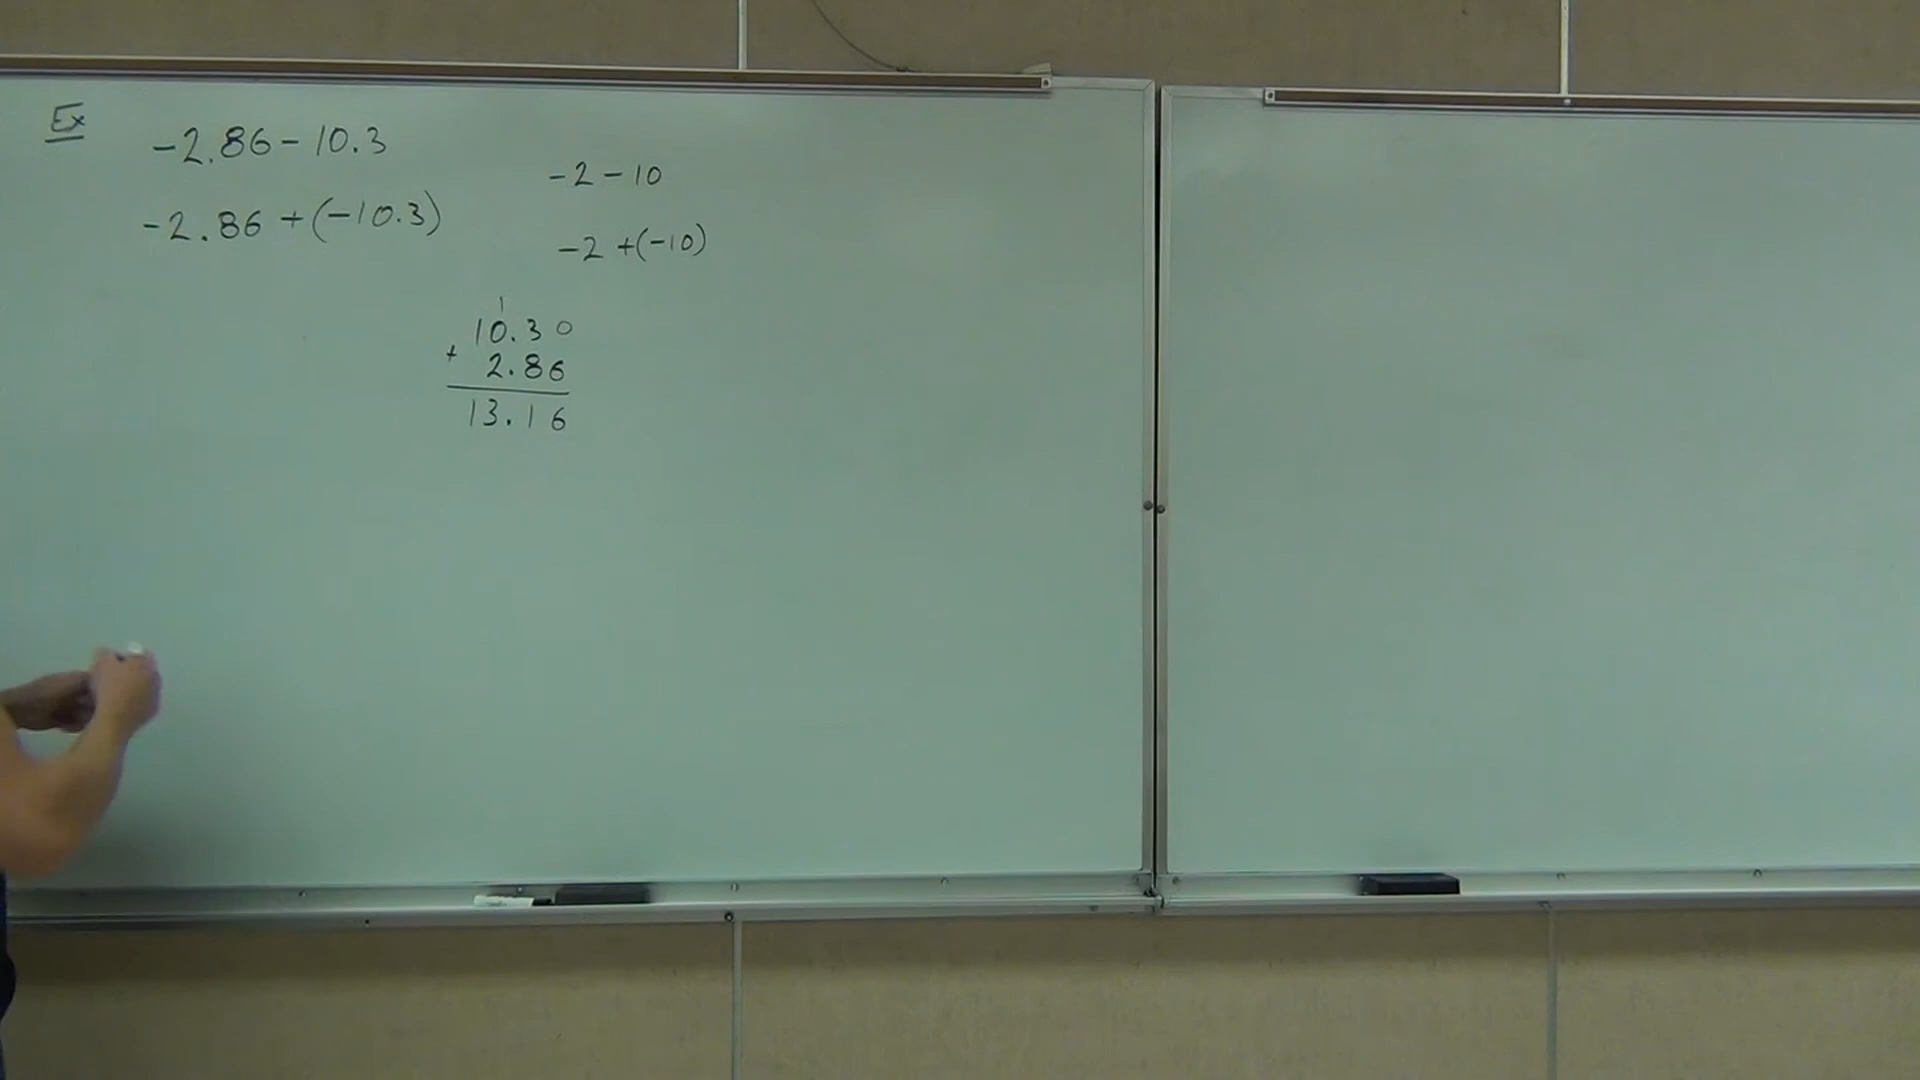 Ex
-2.86 - 10.3
-2.86 + (-10.3)
-2 - 10
-2 + (-10)
1
10.30
+ 2.86
13.16